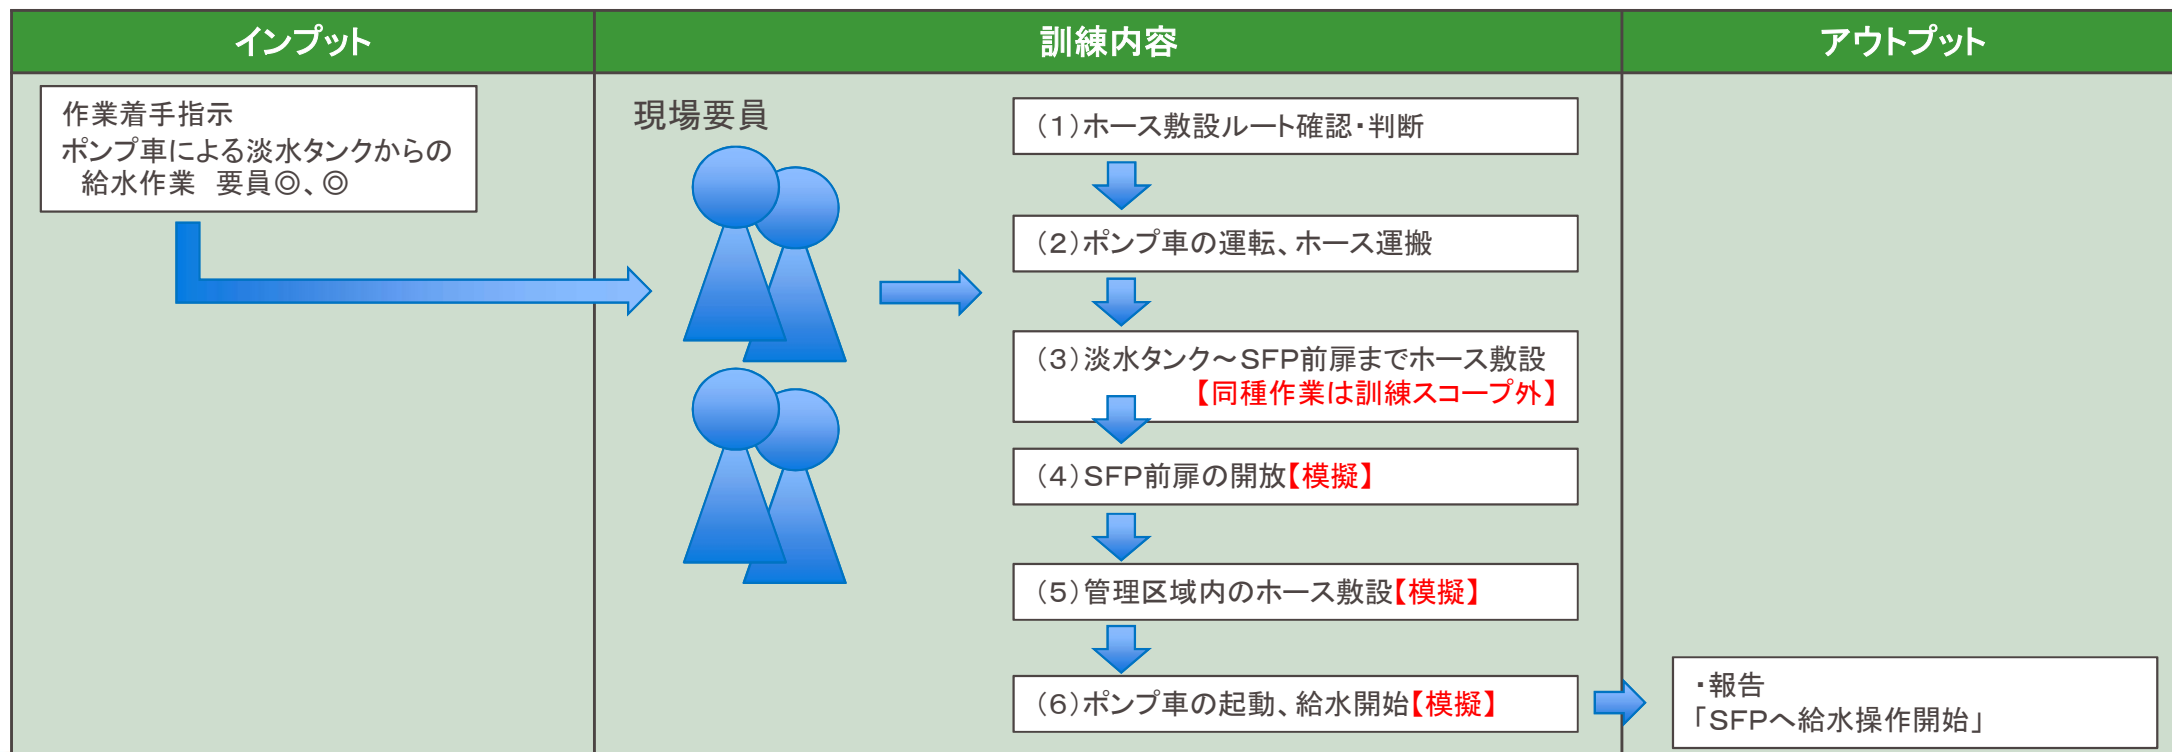 インプット
訓練内容
アウトプット
作業着手指示
ポンプ車による淡水タンクからの
給水作業　要員◎、◎
現場要員
（１）ホース敷設ルート確認・判断
（２）ポンプ車の運転、ホース運搬
（３）淡水タンク～ＳＦＰ前扉までホース敷設
【同種作業は訓練スコープ外】
（４）ＳＦＰ前扉の開放【模擬】
（５）管理区域内のホース敷設【模擬】
（６）ポンプ車の起動、給水開始【模擬】
・報告
「ＳＦＰへ給水操作開始」